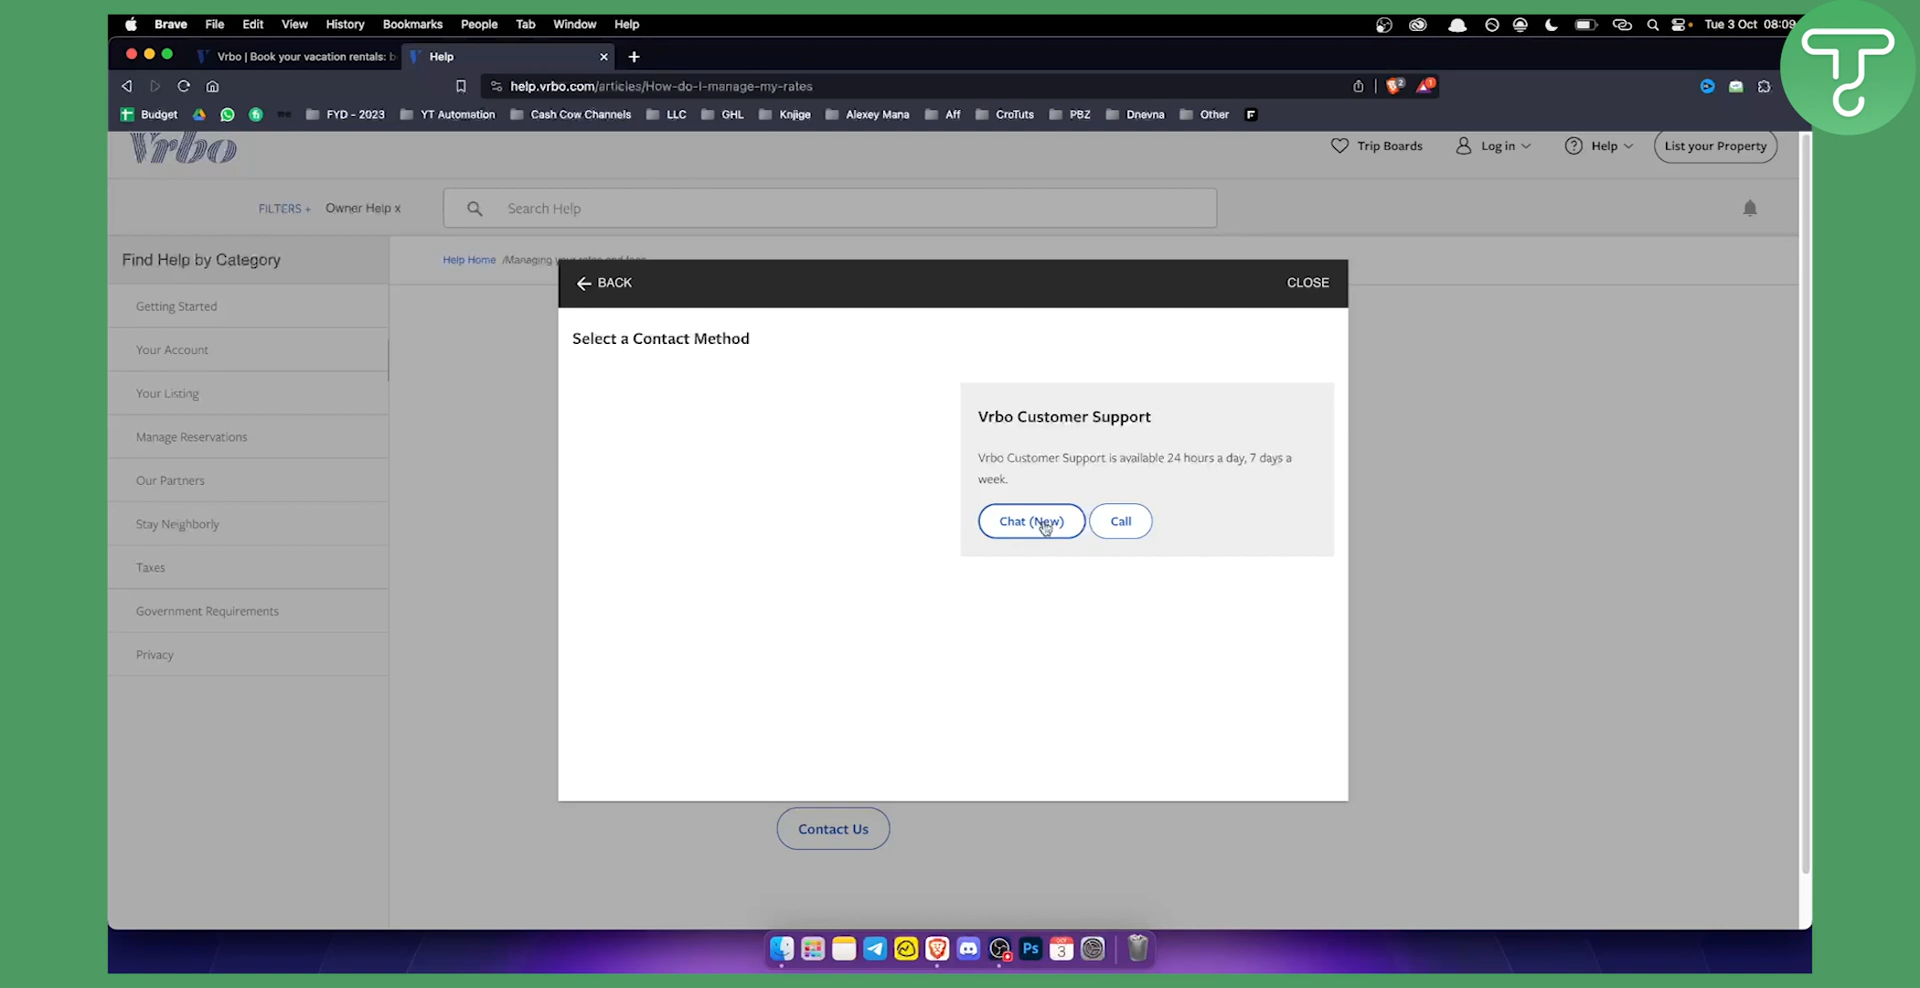 Brave File Edit View History Bookmarks People Tab Window Help Tue 3 Oct 08:09
Vrbo | Book your vacation rentals: b Help
help.vrbo.com/articles/How-do-I-manage-my-rates 2 1
Budget FYD - 2023 YT Automation Cash Cow Channels LLC GHL Knjige Alexey Mana Aff CroTuts PBZ Dnevna Other F
Vrbo Trip Boards Log in Help List your Property
FILTERS + Owner Help x Search Help
Find Help by Category
Help Home /Managing your rates and fees
BACK CLOSE
Getting Started
Select a Contact Method
Your Account
Your Listing
Vrbo Customer Support
Manage Reservations
Vrbo Customer Support is available 24 hours a day, 7 days a
week.
Our Partners
Stay Neighborly
Chat (New) Call
Taxes
Government Requirements
Privacy
Contact Us
Ps OCT 3